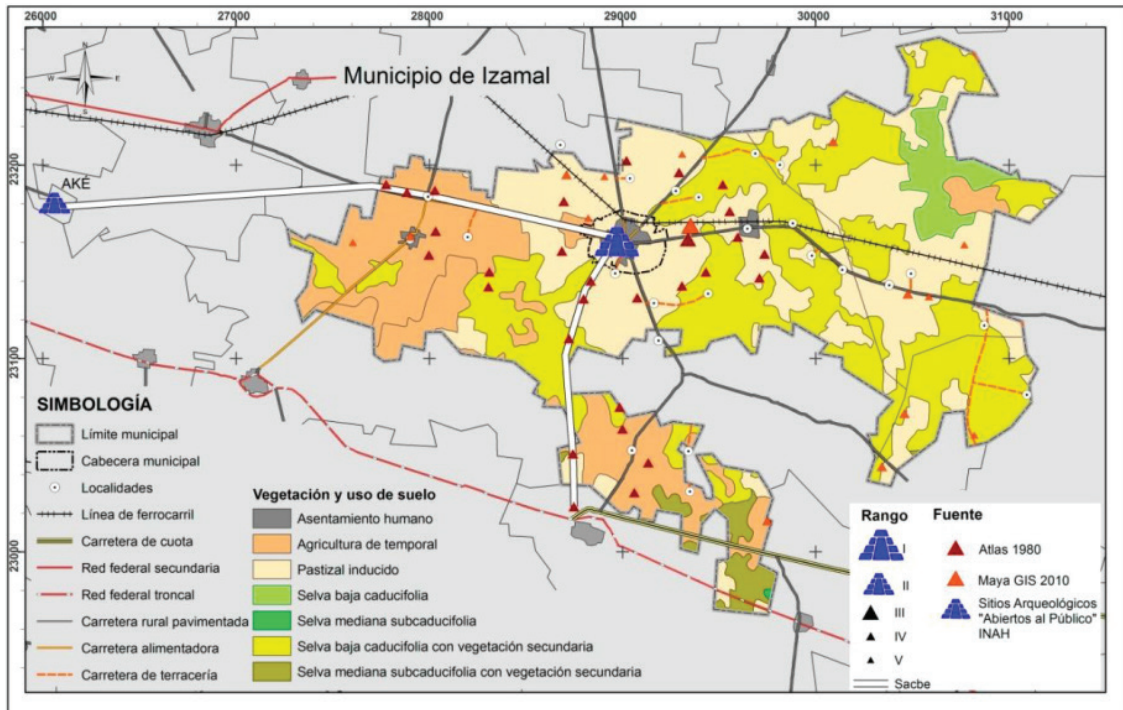 26000 27000 28000 29000 30000 31000
N
W E
S
Municipio de Izamal
23200
AKÉ
23100
23000
SIMBOLOGÍA
Límite municipal
Cabecera municipal
Localidades
Línea de ferrocarril
Carretera de cuota
Red federal secundaria
Red federal troncal
Carretera rural pavimentada
Carretera alimentadora
Carretera de terracería
Vegetación y uso de suelo
Asentamiento humano
Agricultura de temporal
Pastizal inducido
Selva baja caducifolia
Selva mediana subcaducifolia
Selva baja caducifolia con vegetación secundaria
Selva mediana subcaducifolia con vegetación secundaria
Rango
I
II
III
IV
V
Sacbe
Fuente
Atlas 1980
Maya GIS 2010
Sitios Arqueológicos
"Abiertos al Público"
INAH